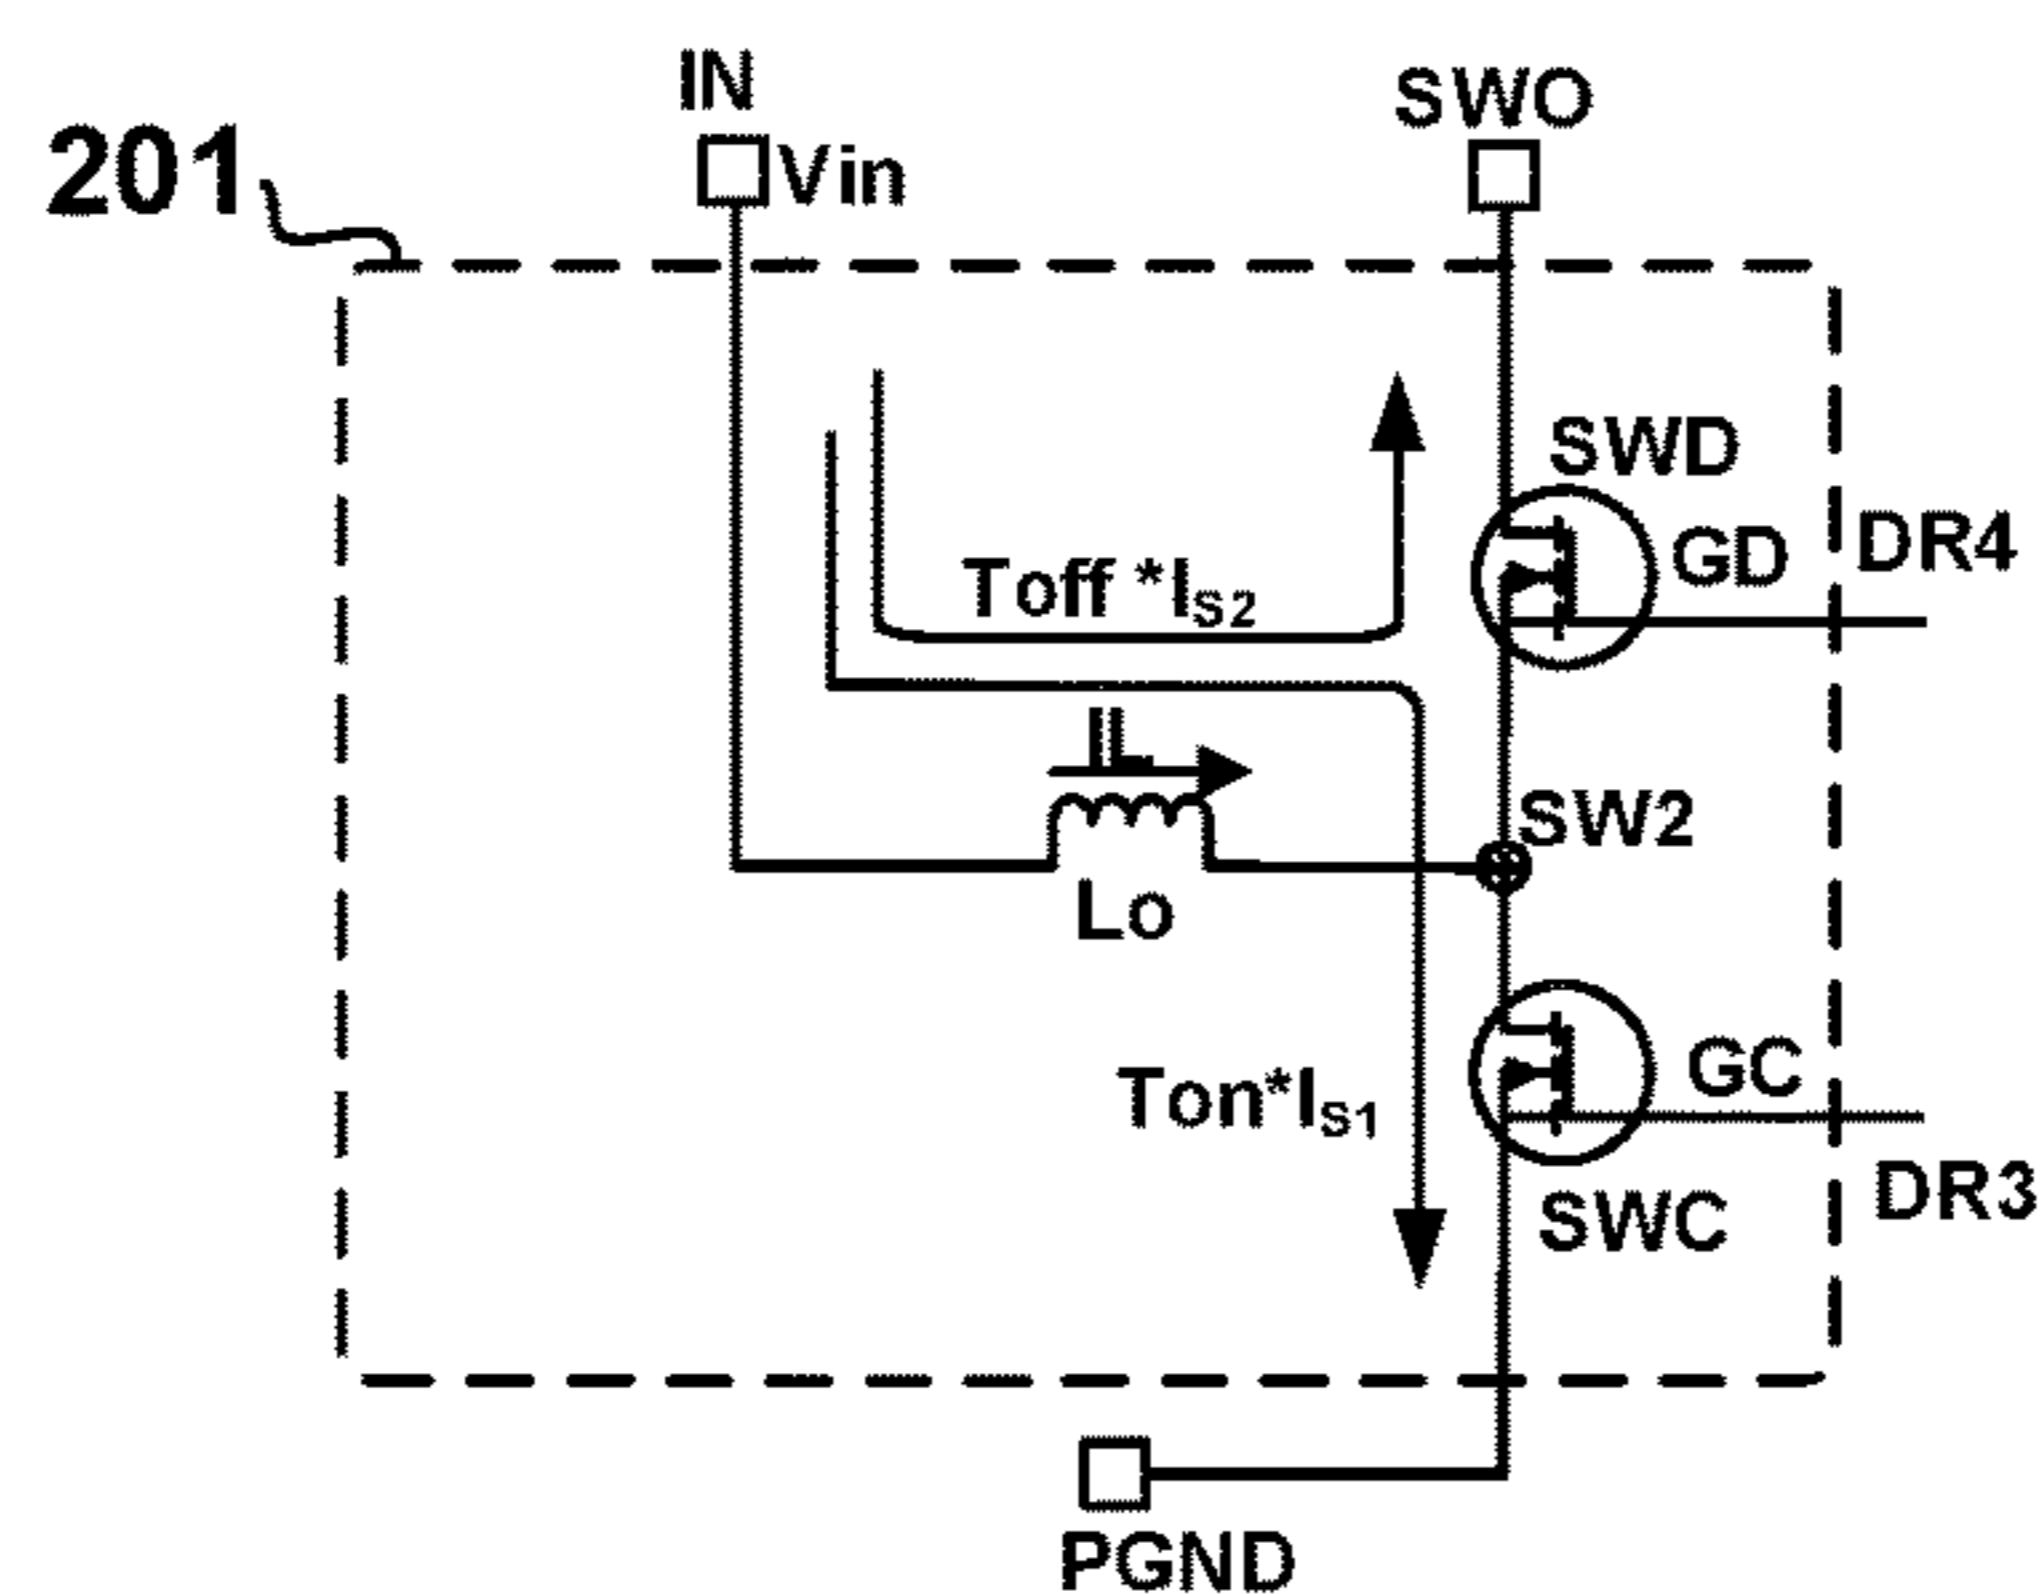 IN
SWO
201
Vin
SWD
DR4
GD
Toff *IS2
IL
SW2
Lo
GC
Ton*IS1
DR3
SWC
PGND